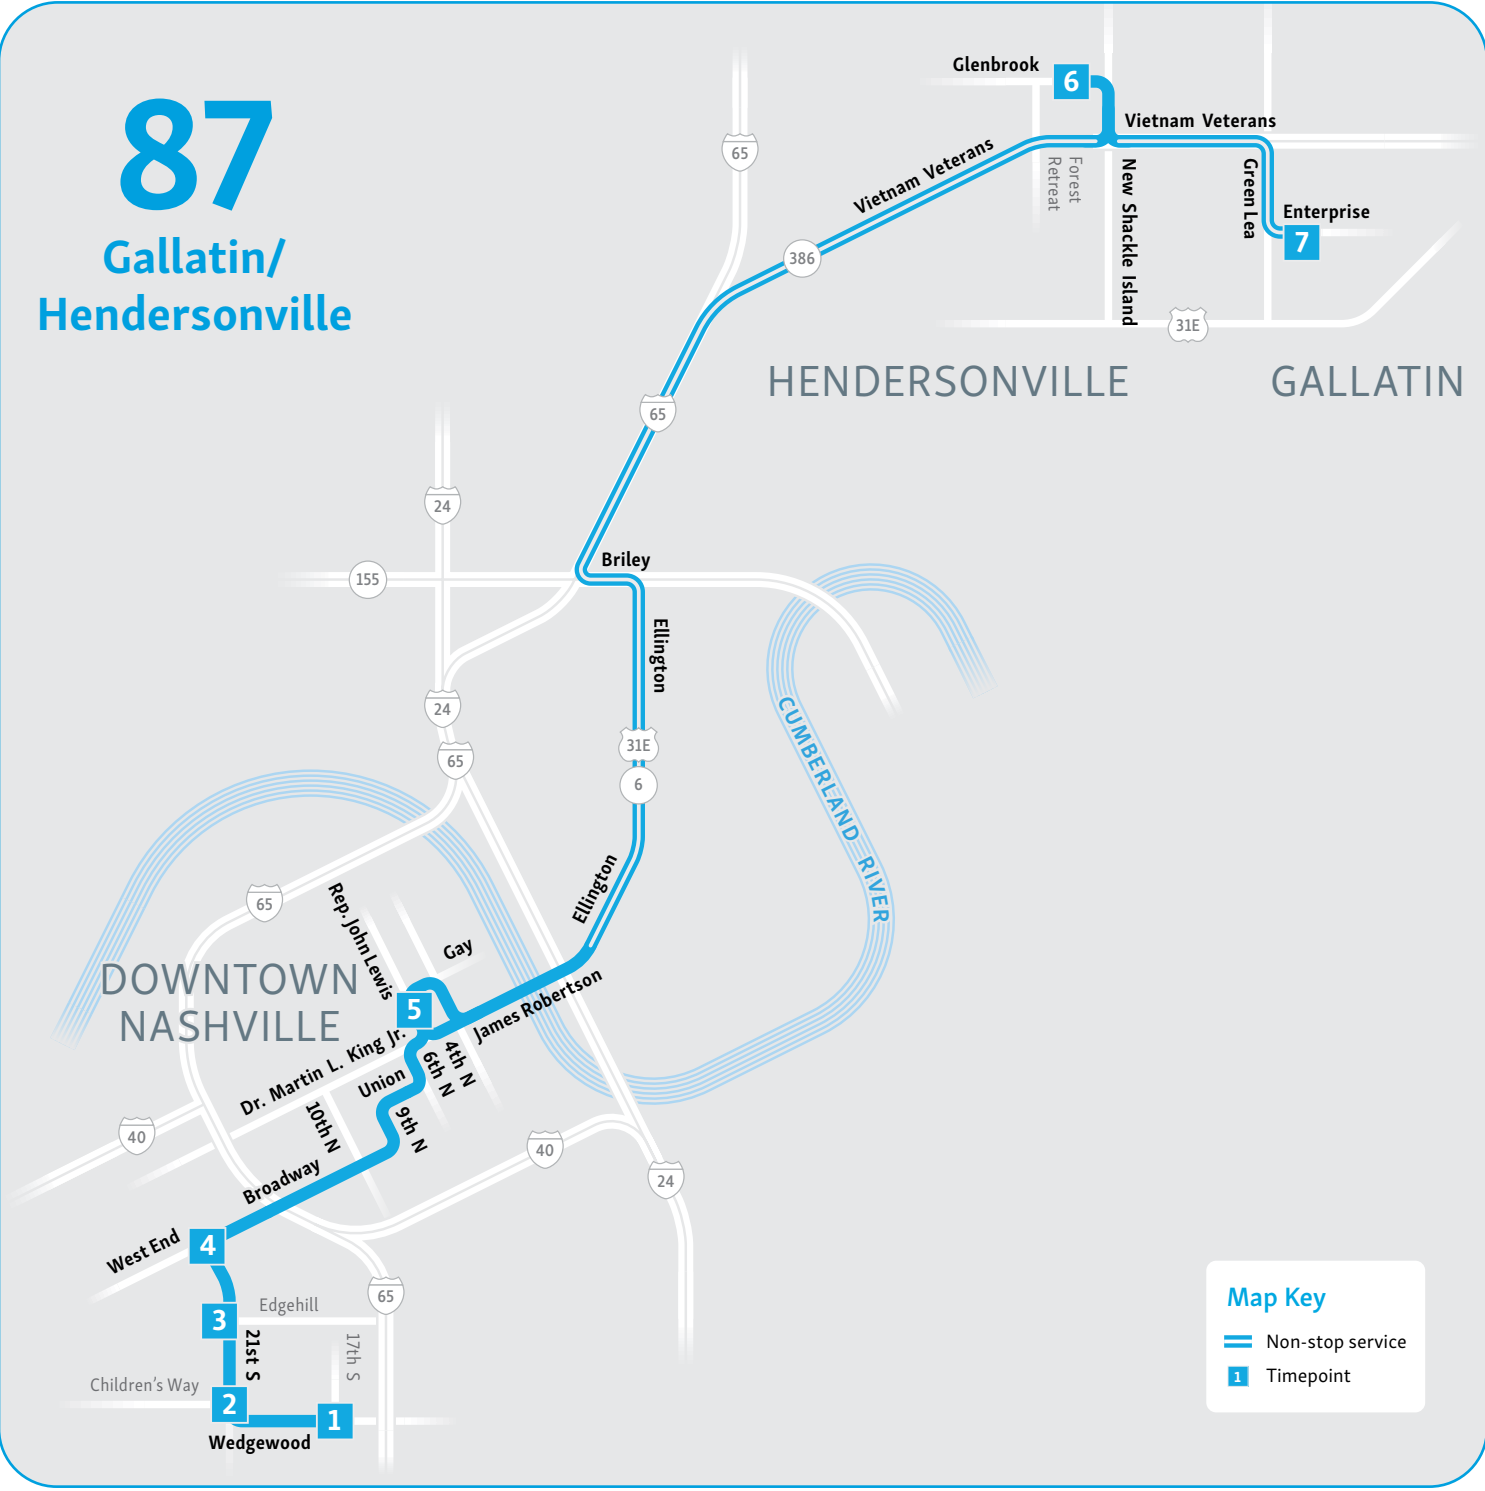 87
Gallatin/
Hendersonville
Glenbrook
6
Vietnam Veterans
65
Vietnam Veterans
Forest
Retreat
New Shackle Island
Green Lea
Enterprise
7
386
31E
HENDERSONVILLE
GALLATIN
65
24
Briley
155
Ellington
24
31E
65
6
CUMBERLAND RIVER
Ellington
65
Rep. John Lewis
Gay
DOWNTOWN
NASHVILLE
5
James Robertson
Dr. Martin L. King Jr.
4th N
6th N
Union
10th N
9th N
40
40
Broadway
24
West End
4
65
Edgehill
3
21st S
17th S
Children's Way
2
1
Wedgewood
Map Key
Non-stop service
1
Timepoint